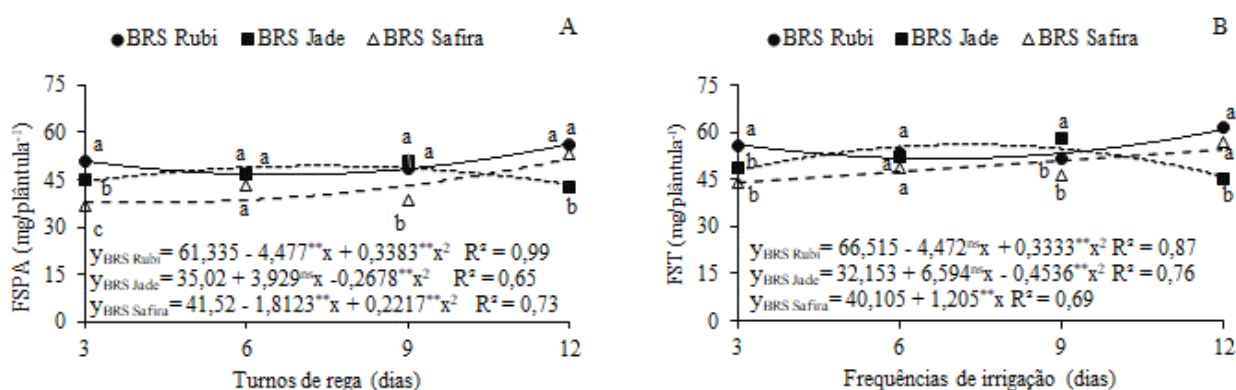 A
BRS Rubi BRS Jade BRS Safira
FSPA (mg/plântula⁻¹)
75
60
45
30
15
0
a
b
c
a
a
a
a
a
b
a
a
b
yBRS Rubi= 61,335 - 4,477**x + 0,3383**x² R² = 0,99
yBRS Jade= 35,02 + 3,929nsx -0,2678**x² R² = 0,65
yBRS Safira= 41,52 - 1,8123**x + 0,2217**x² R² = 0,73
3 6 9 12
Turnos de rega (dias)
B
BRS Rubi BRS Jade BRS Safira
FST (mg/plântula⁻¹)
75
60
45
30
15
0
a
b
b
a
a
a
a
b
b
a
a
b
yBRS Rubi= 66,515 - 4,472nsx + 0,3333**x² R² = 0,87
yBRS Jade= 32,153 + 6,594nsx - 0,4536**x² R² = 0,76
yBRS Safira= 40,105 + 1,205**x R² = 0,69
3 6 9 12
Frequências de irrigação (dias)